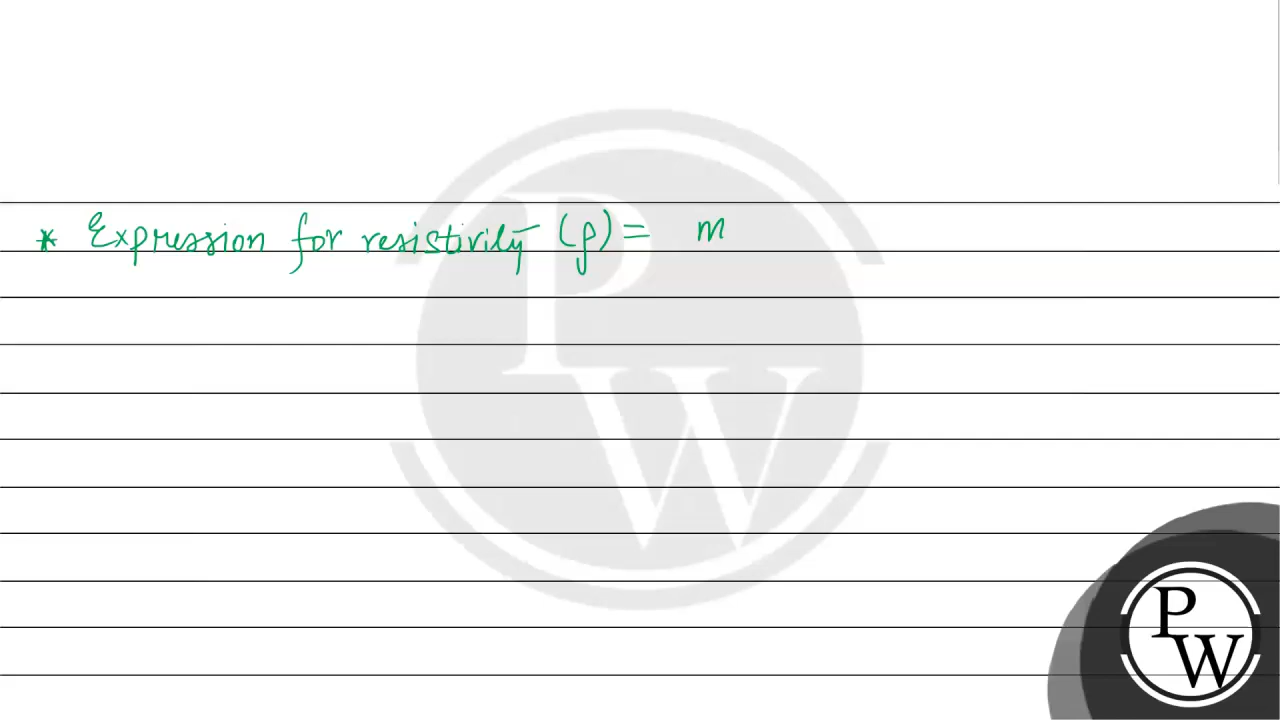 * Expression for resistivity (ρ) = m
P
W
P
W